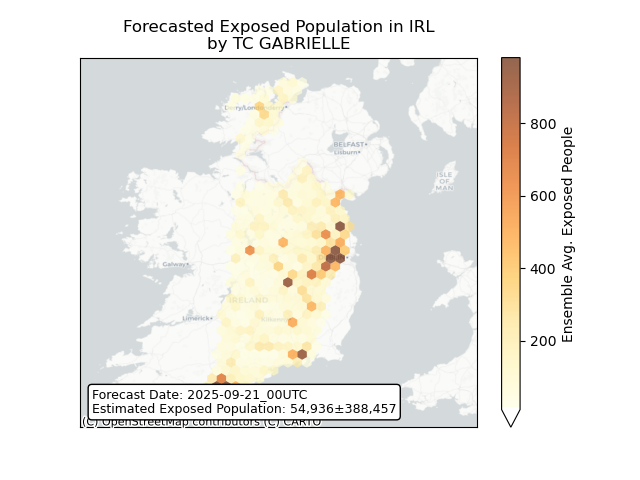 Forecasted Exposed Population in IRL
by TC GABRIELLE
BELFAST
Lisburn
ISLE
OF
MAN
Galway
IRELAND
Limerick
800
600
400
200
Ensemble Avg. Exposed People
Forecast Date: 2025-09-21_00UTC
Estimated Exposed Population: 54,936±388,457
(C) OpenStreetMap contributors (C) CARTO